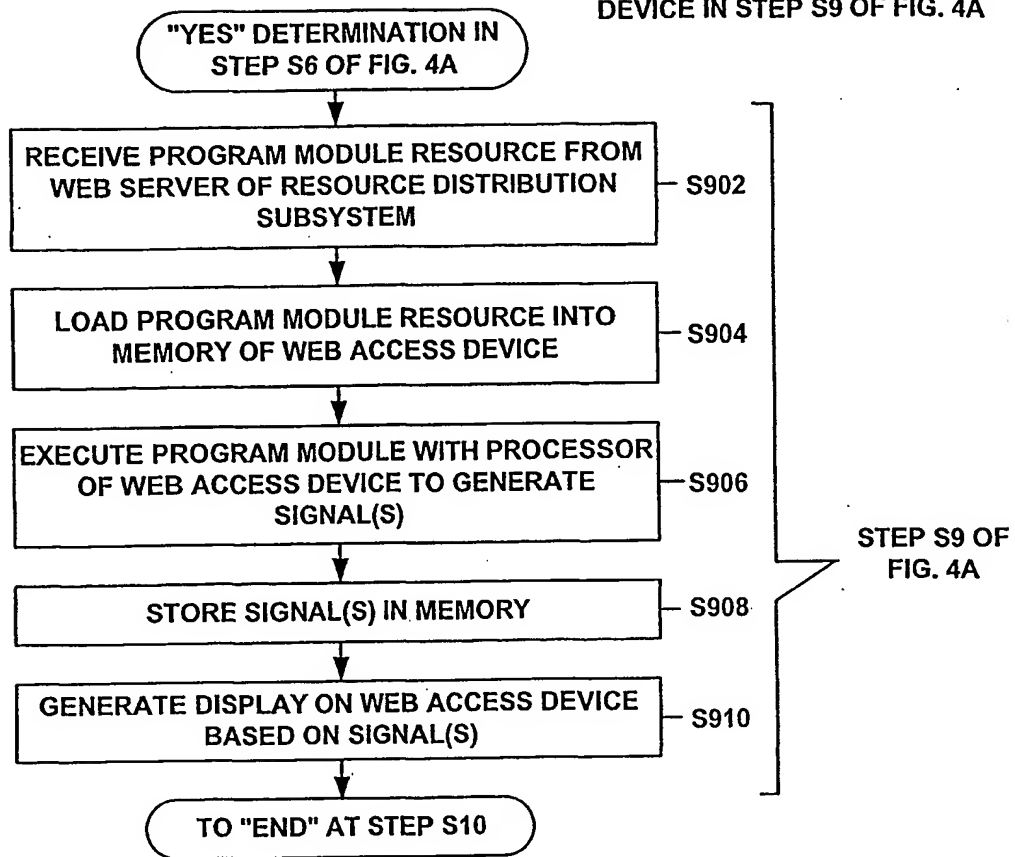 DEVICE IN STEP S9 OF FIG. 4A
"YES" DETERMINATION IN
STEP S6 OF FIG. 4A
RECEIVE PROGRAM MODULE RESOURCE FROM
WEB SERVER OF RESOURCE DISTRIBUTION
SUBSYSTEM
S902
LOAD PROGRAM MODULE RESOURCE INTO
MEMORY OF WEB ACCESS DEVICE
S904
EXECUTE PROGRAM MODULE WITH PROCESSOR
OF WEB ACCESS DEVICE TO GENERATE
SIGNAL(S)
S906
STORE SIGNAL(S) IN MEMORY
S908
GENERATE DISPLAY ON WEB ACCESS DEVICE
BASED ON SIGNAL(S)
S910
STEP S9 OF
FIG. 4A
TO "END" AT STEP S10